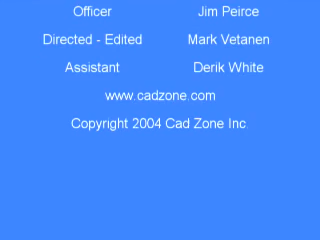 Officer Jim Peirce
Directed - Edited Mark Vetanen
Assistant Derik White
www.cadzone.com
Copyright 2004 Cad Zone Inc.